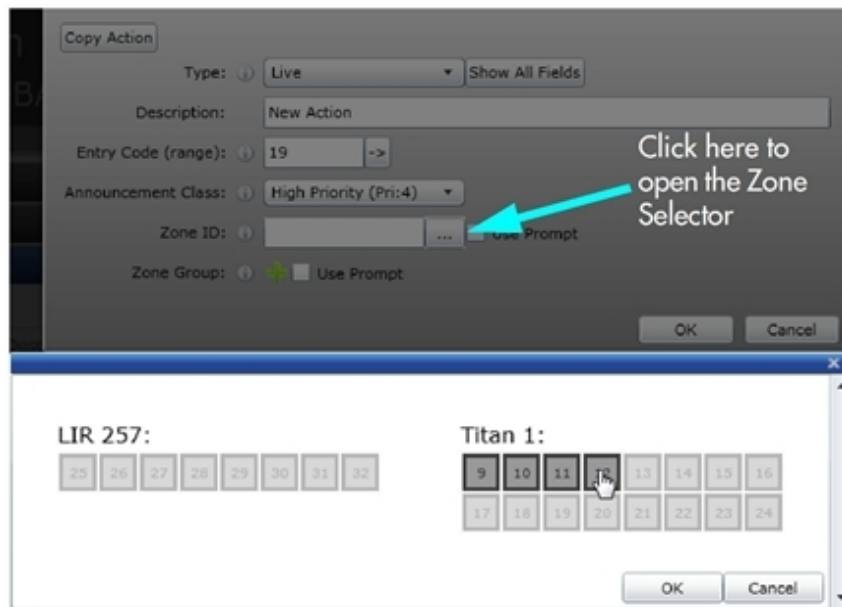 Copy Action
Type: Live Show All Fields
Description: New Action
Entry Code (range): 19 ->
Click here to
open the Zone
Selector
Announcement Class: High Priority (Pri:4)
Zone ID: ... Use Prompt
Zone Group: Use Prompt
OK Cancel
LIR 257: Titan 1:
25 26 27 28 29 30 31 32 9 10 11 12 13 14 15 16
17 18 19 20 21 22 23 24
OK Cancel